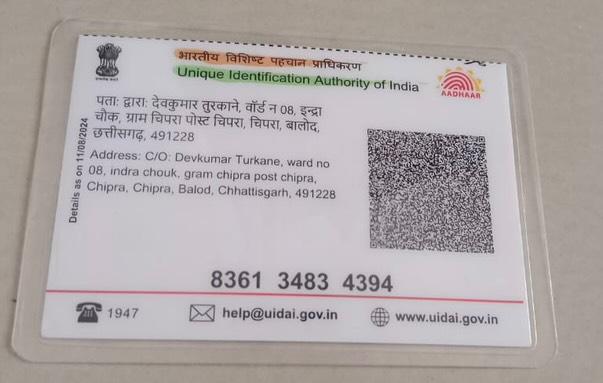 भारतीय विशिष्ट पहचान प्राधिकरण
Unique Identification Authority of India
AADHAAR
पता: द्वारा: देवकुमार तुरकाने, वॉर्ड न 08, इन्द्रा
चौक, ग्राम चिपरा पोस्ट चिपरा, चिपरा, बालोद,
छत्तीसगढ़, 491228
Address: C/O: Devkumar Turkane, ward no
08, indra chouk, gram chipra post chipra,
Chipra, Chipra, Balod, Chhattisgarh, 491228
Details as on 11/08/2024
8361 3483 4394
1947 help@uidai.gov.in www.uidai.gov.in